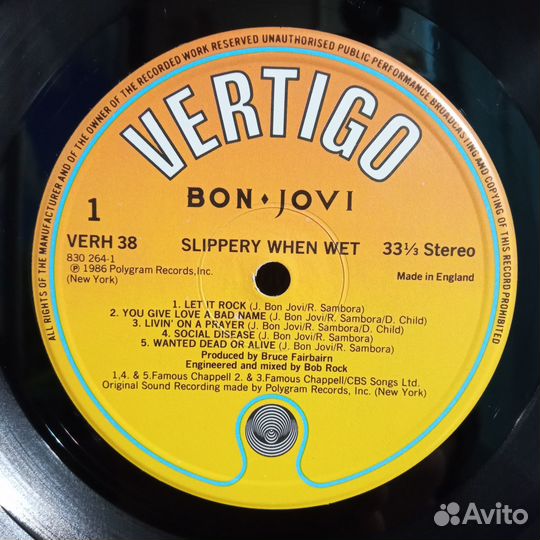 ALL RIGHTS OF THE MANUFACTURER AND OF THE OWNER OF THE RECORDED WORK RESERVED UNAUTHORISED PUBLIC PERFORMANCE BROADCASTING AND COPYING OF THIS RECORD PROHIBITED
VERTIGO
BON • JOVI
1
VERH 38 SLIPPERY WHEN WET 33⅓ Stereo
830 264-1
℗ 1986 Polygram Records, Inc.
(New York)
Made in England
1. LET IT ROCK (J. Bon Jovi/R. Sambora)
2. YOU GIVE LOVE A BAD NAME (J. Bon Jovi/R. Sambora/D. Child)
3. LIVIN' ON A PRAYER (J. Bon Jovi/R. Sambora/D. Child)
4. SOCIAL DISEASE (J. Bon Jovi/R. Sambora)
5. WANTED DEAD OR ALIVE (J. Bon Jovi/R. Sambora)
Produced by Bruce Fairbairn
Engineered and mixed by Bob Rock
1,4. & 5.Famous Chappell 2. & 3.Famous Chappell/CBS Songs Ltd.
Original Sound Recording made by Polygram Records, Inc. (New York)
Avito